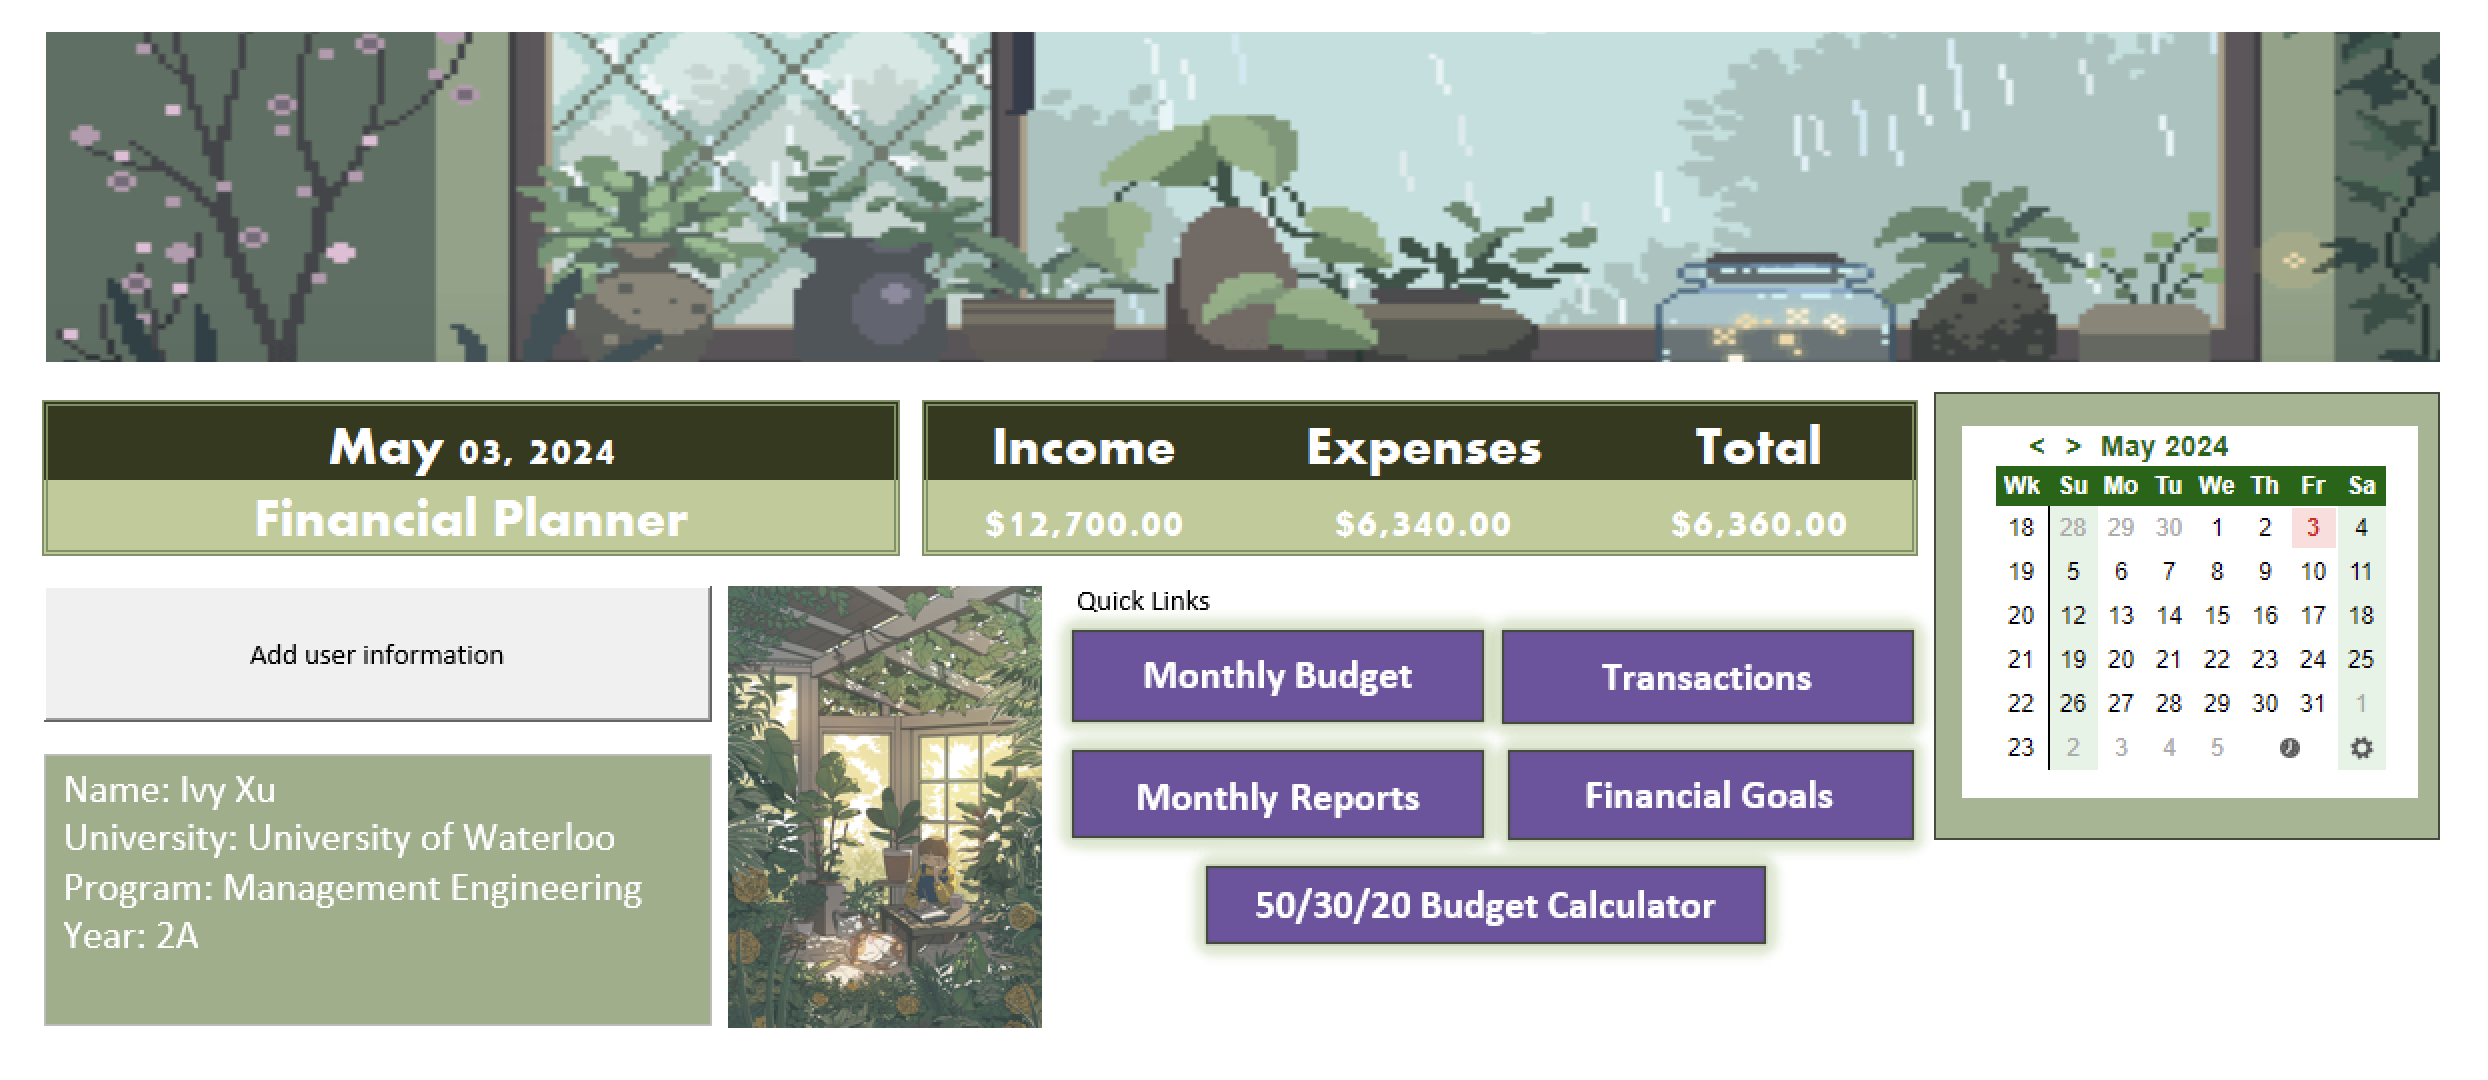 May 03, 2024
Financial Planner
Income Expenses Total
$12,700.00 $6,340.00 $6,360.00
< > May 2024
Wk Su Mo Tu We Th Fr Sa
18 28 29 30 1 2 3 4
19 5 6 7 8 9 10 11
20 12 13 14 15 16 17 18
21 19 20 21 22 23 24 25
22 26 27 28 29 30 31 1
23 2 3 4 5
Add user information
Name: Ivy Xu
University: University of Waterloo
Program: Management Engineering
Year: 2A
Quick Links
Monthly Budget
Transactions
Monthly Reports
Financial Goals
50/30/20 Budget Calculator